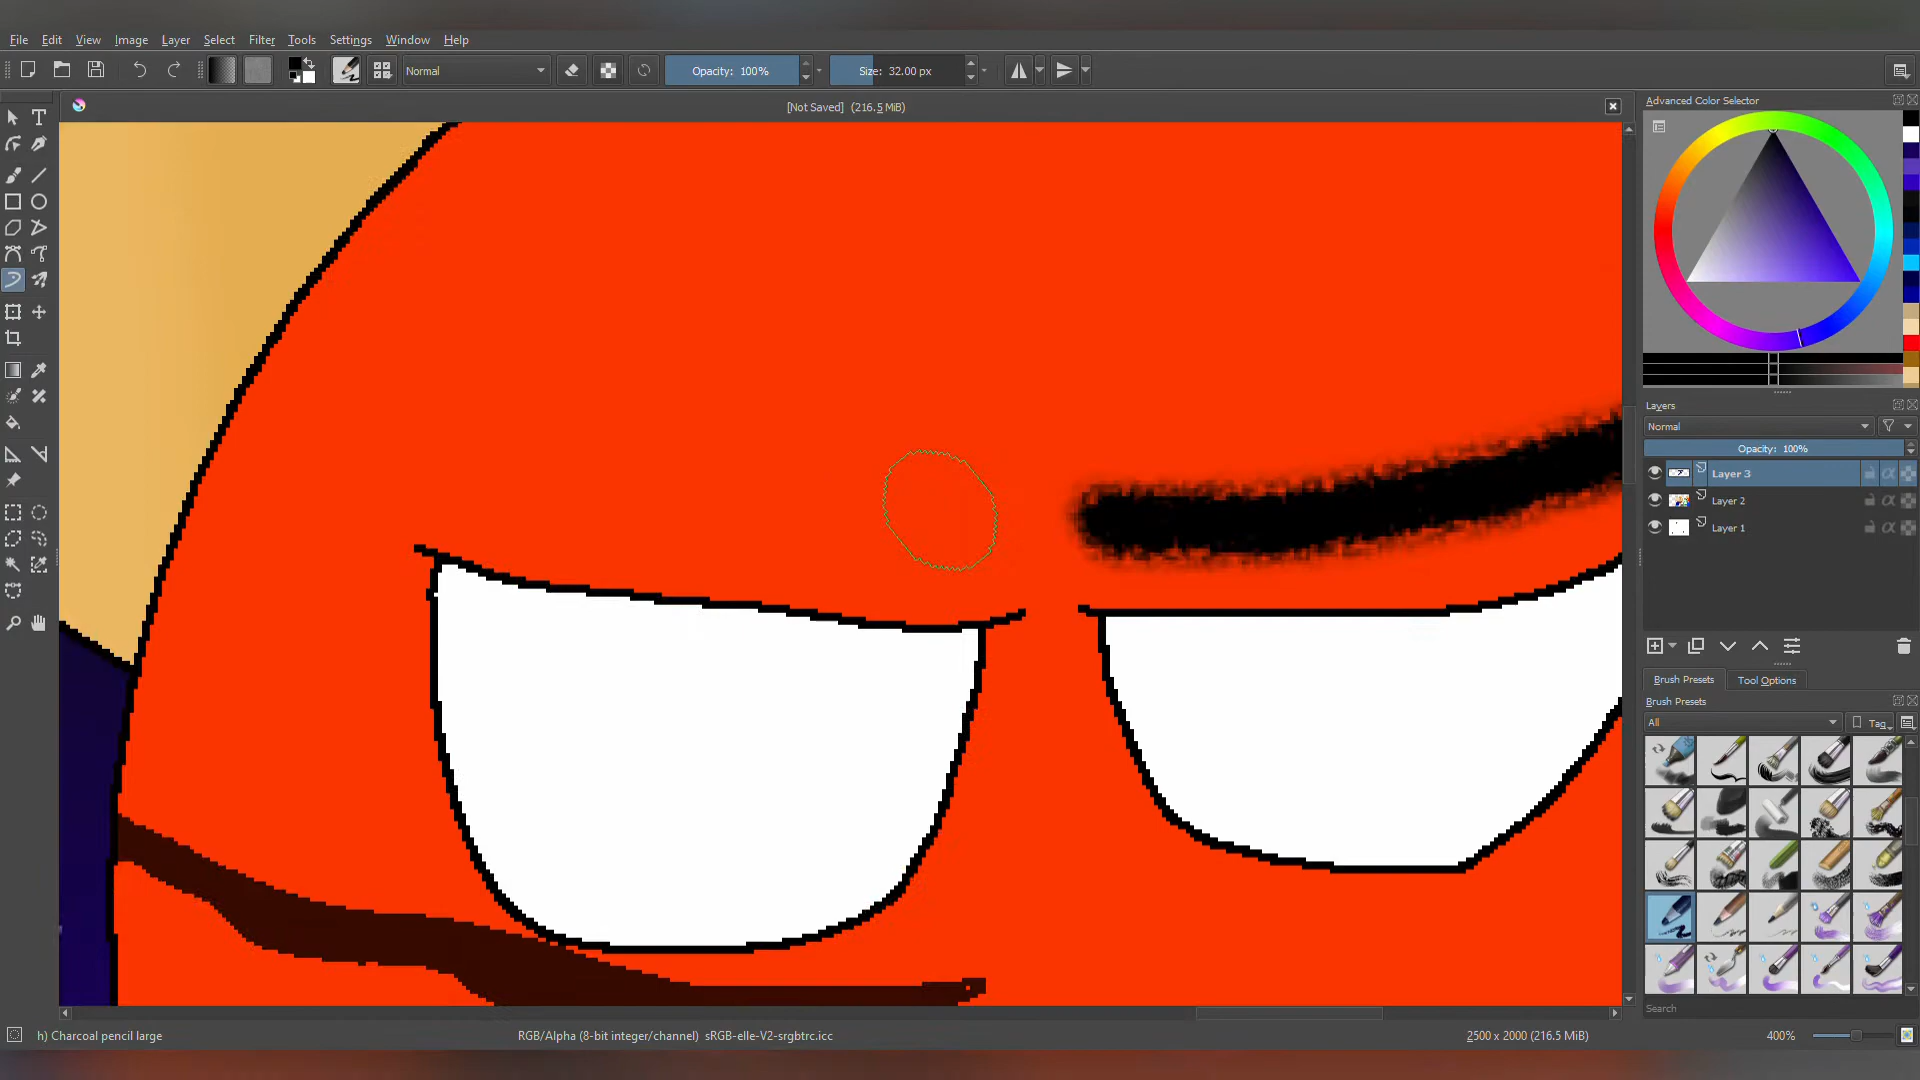 File Edit View Image Layer Select Filter Tools Settings Window Help
Normal Opacity: 100% Size: 32.00 px
[Not Saved] (216.5 MiB)
Advanced Color Selector
Layers
Normal
Opacity: 100%
Layer 3
Layer 2
Layer 1
Brush Presets Tool Options
Brush Presets
All Tag
Search
h) Charcoal pencil large RGB/Alpha (8-bit integer/channel) sRGB-elle-V2-srgbtrc.icc 2500 x 2000 (216.5 MiB) 400%